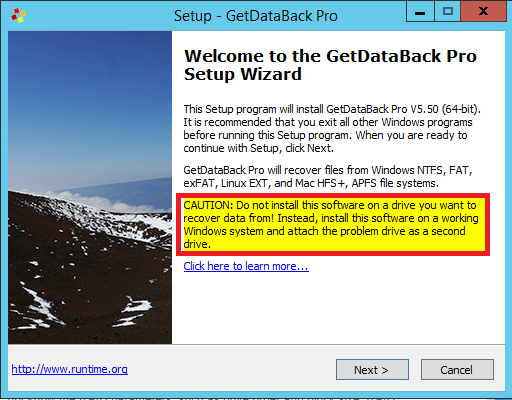 Setup - GetDataBack Pro
Welcome to the GetDataBack Pro
Setup Wizard
This Setup program will install GetDataBack Pro V5.50 (64-bit).
It is recommended that you exit all other Windows programs
before running this Setup program. When you are ready to
continue with Setup, click Next.
GetDataBack Pro will recover files from Windows NTFS, FAT,
exFAT, Linux EXT, and Mac HFS+, APFS file systems.
CAUTION: Do not install this software on a drive you want to
recover data from! Instead, install this software on a working
Windows system and attach the problem drive as a second
drive.
Click here to learn more...
http://www.runtime.org
Next >
Cancel